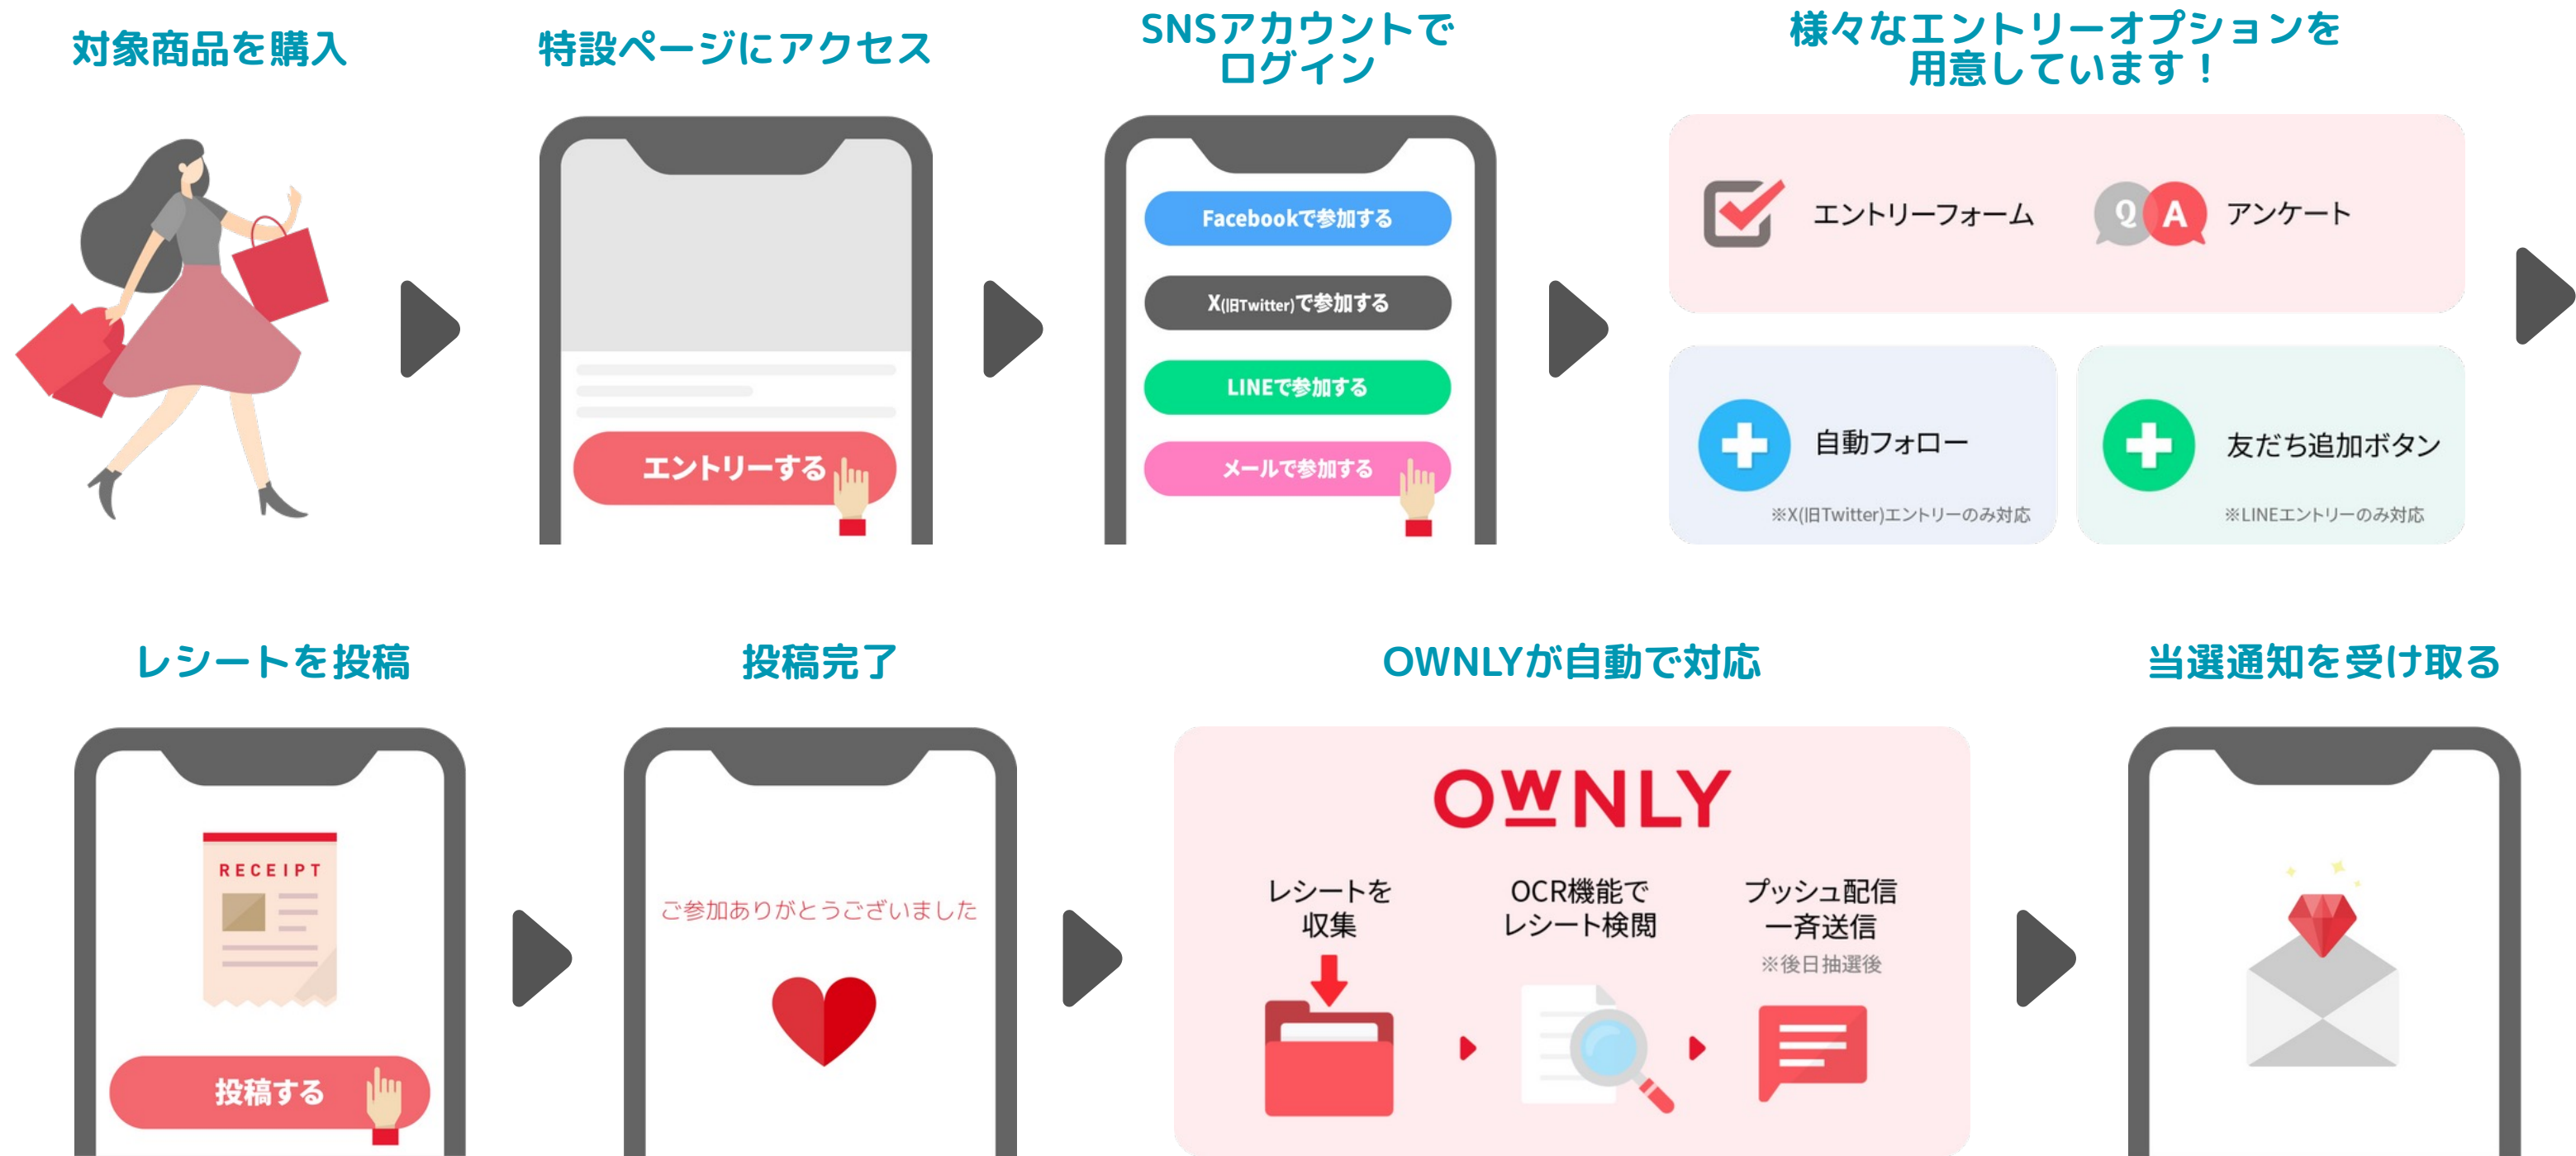 対象商品を購入
特設ページにアクセス
エントリーする
SNSアカウントで
ログイン
Facebookで参加する
X(旧Twitter)で参加する
LINEで参加する
メールで参加する
様々なエントリーオプションを
用意しています！
エントリーフォーム
Q A
アンケート
自動フォロー
※X(旧Twitter)エントリーのみ対応
友だち追加ボタン
※LINEエントリーのみ対応
レシートを投稿
RECEIPT
投稿する
投稿完了
ご参加ありがとうございました
OWNLYが自動で対応
OWNLY
レシートを
収集
OCR機能で
レシート検閲
プッシュ配信
一斉送信
※後日抽選後
当選通知を受け取る